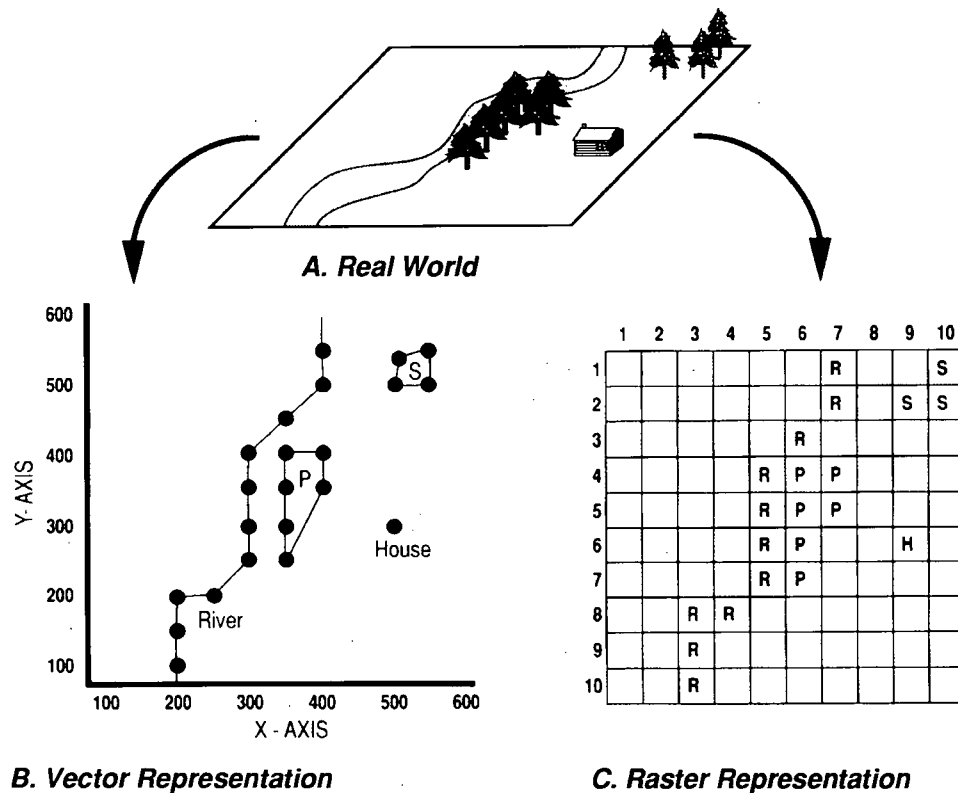 A. Real World
600
500
400
300
200
100
Y-AXIS
S
P
House
River
100 200 300 400 500 600
X - AXIS
B. Vector Representation
1 2 3 4 5 6 7 8 9 10
1 R S
2 R S S
3 R
4 R P P
5 R P P
6 R P H
7 R P
8 R R
9 R
10 R
C. Raster Representation